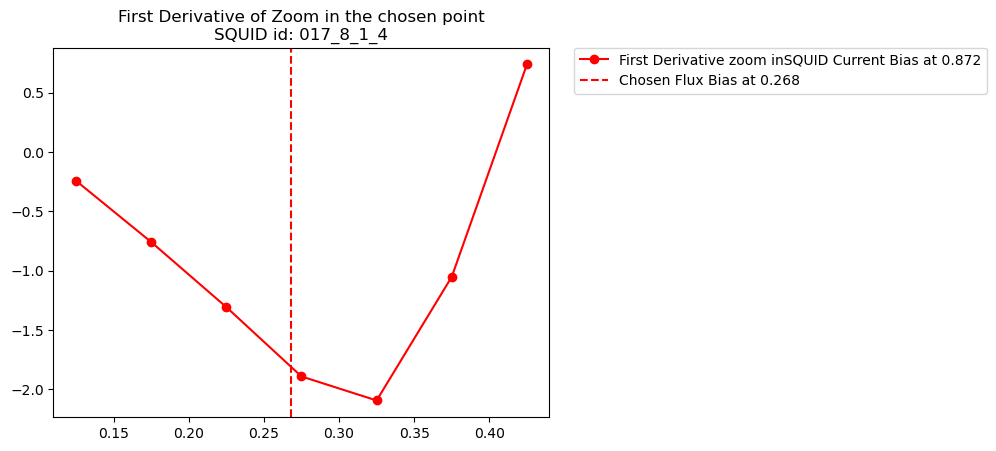 First Derivative of Zoom in the chosen point
SQUID id: 017_8_1_4
First Derivative zoom inSQUID Current Bias at 0.872
Chosen Flux Bias at 0.268
0.5
0.0
−0.5
−1.0
−1.5
−2.0
0.15 0.20 0.25 0.30 0.35 0.40